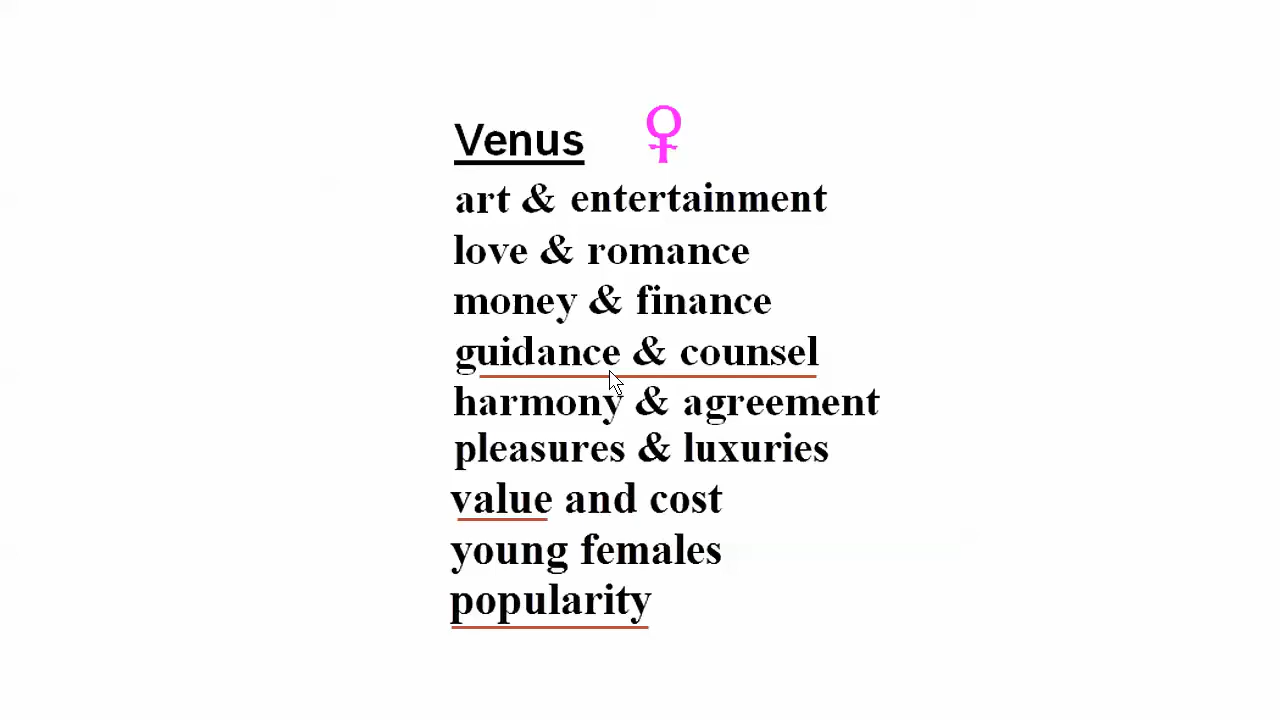 Venus ♀
art & entertainment
love & romance
money & finance
guidance & counsel
harmony & agreement
pleasures & luxuries
value and cost
young females
popularity